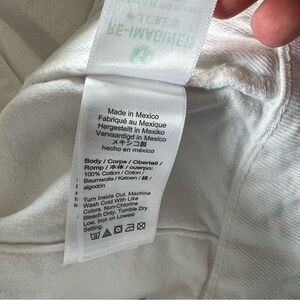 RE-IMAGINED
J.CREW
Made in Mexico
Fabriqué au Mexique
Hergestellt in Mexiko
Vervaardigd in Mexico
メキシコ製
hecho en méxico
Body / Corps / Oberteil /
Romp / 本体 / cuerpo:
100% Cotton / Coton /
Baumwolle / Katoen / 綿 /
algodón
Turn Inside Out. Machine
Wash Cold With Like
Colors. Non-Chlorine
Bleach Only. Tumble Dry
Low. Iron on Lowest
Setting.